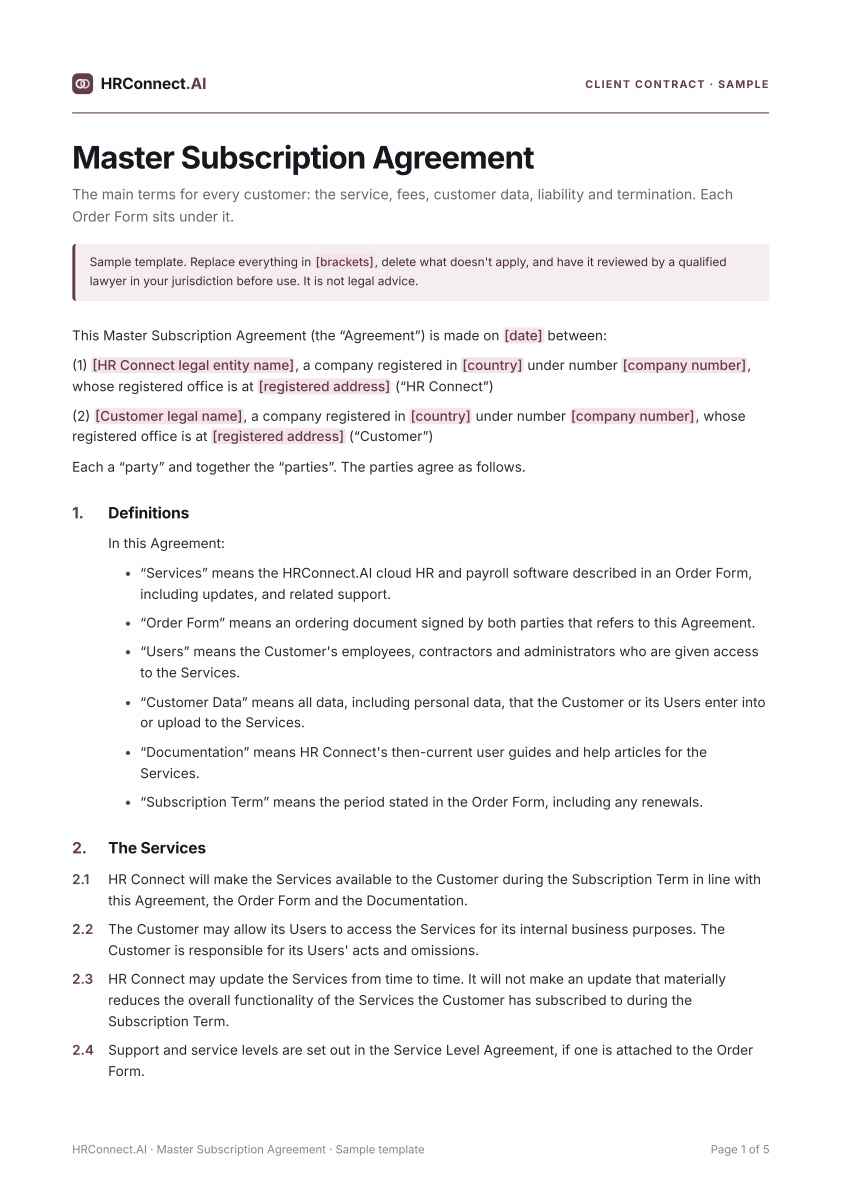 HRConnect.AI
CLIENT CONTRACT · SAMPLE
Master Subscription Agreement
The main terms for every customer: the service, fees, customer data, liability and termination. Each
Order Form sits under it.
Sample template. Replace everything in [brackets], delete what doesn't apply, and have it reviewed by a qualified
lawyer in your jurisdiction before use. It is not legal advice.
This Master Subscription Agreement (the “Agreement”) is made on [date] between:
(1) [HR Connect legal entity name], a company registered in [country] under number [company number],
whose registered office is at [registered address] (“HR Connect”)
(2) [Customer legal name], a company registered in [country] under number [company number], whose
registered office is at [registered address] (“Customer”)
Each a “party” and together the “parties”. The parties agree as follows.
1. Definitions
In this Agreement:
• “Services” means the HRConnect.AI cloud HR and payroll software described in an Order Form,
including updates, and related support.
• “Order Form” means an ordering document signed by both parties that refers to this Agreement.
• “Users” means the Customer's employees, contractors and administrators who are given access
to the Services.
• “Customer Data” means all data, including personal data, that the Customer or its Users enter into
or upload to the Services.
• “Documentation” means HR Connect's then-current user guides and help articles for the
Services.
• “Subscription Term” means the period stated in the Order Form, including any renewals.
2. The Services
2.1 HR Connect will make the Services available to the Customer during the Subscription Term in line with
this Agreement, the Order Form and the Documentation.
2.2 The Customer may allow its Users to access the Services for its internal business purposes. The
Customer is responsible for its Users' acts and omissions.
2.3 HR Connect may update the Services from time to time. It will not make an update that materially
reduces the overall functionality of the Services the Customer has subscribed to during the
Subscription Term.
2.4 Support and service levels are set out in the Service Level Agreement, if one is attached to the Order
Form.
HRConnect.AI · Master Subscription Agreement · Sample template
Page 1 of 5